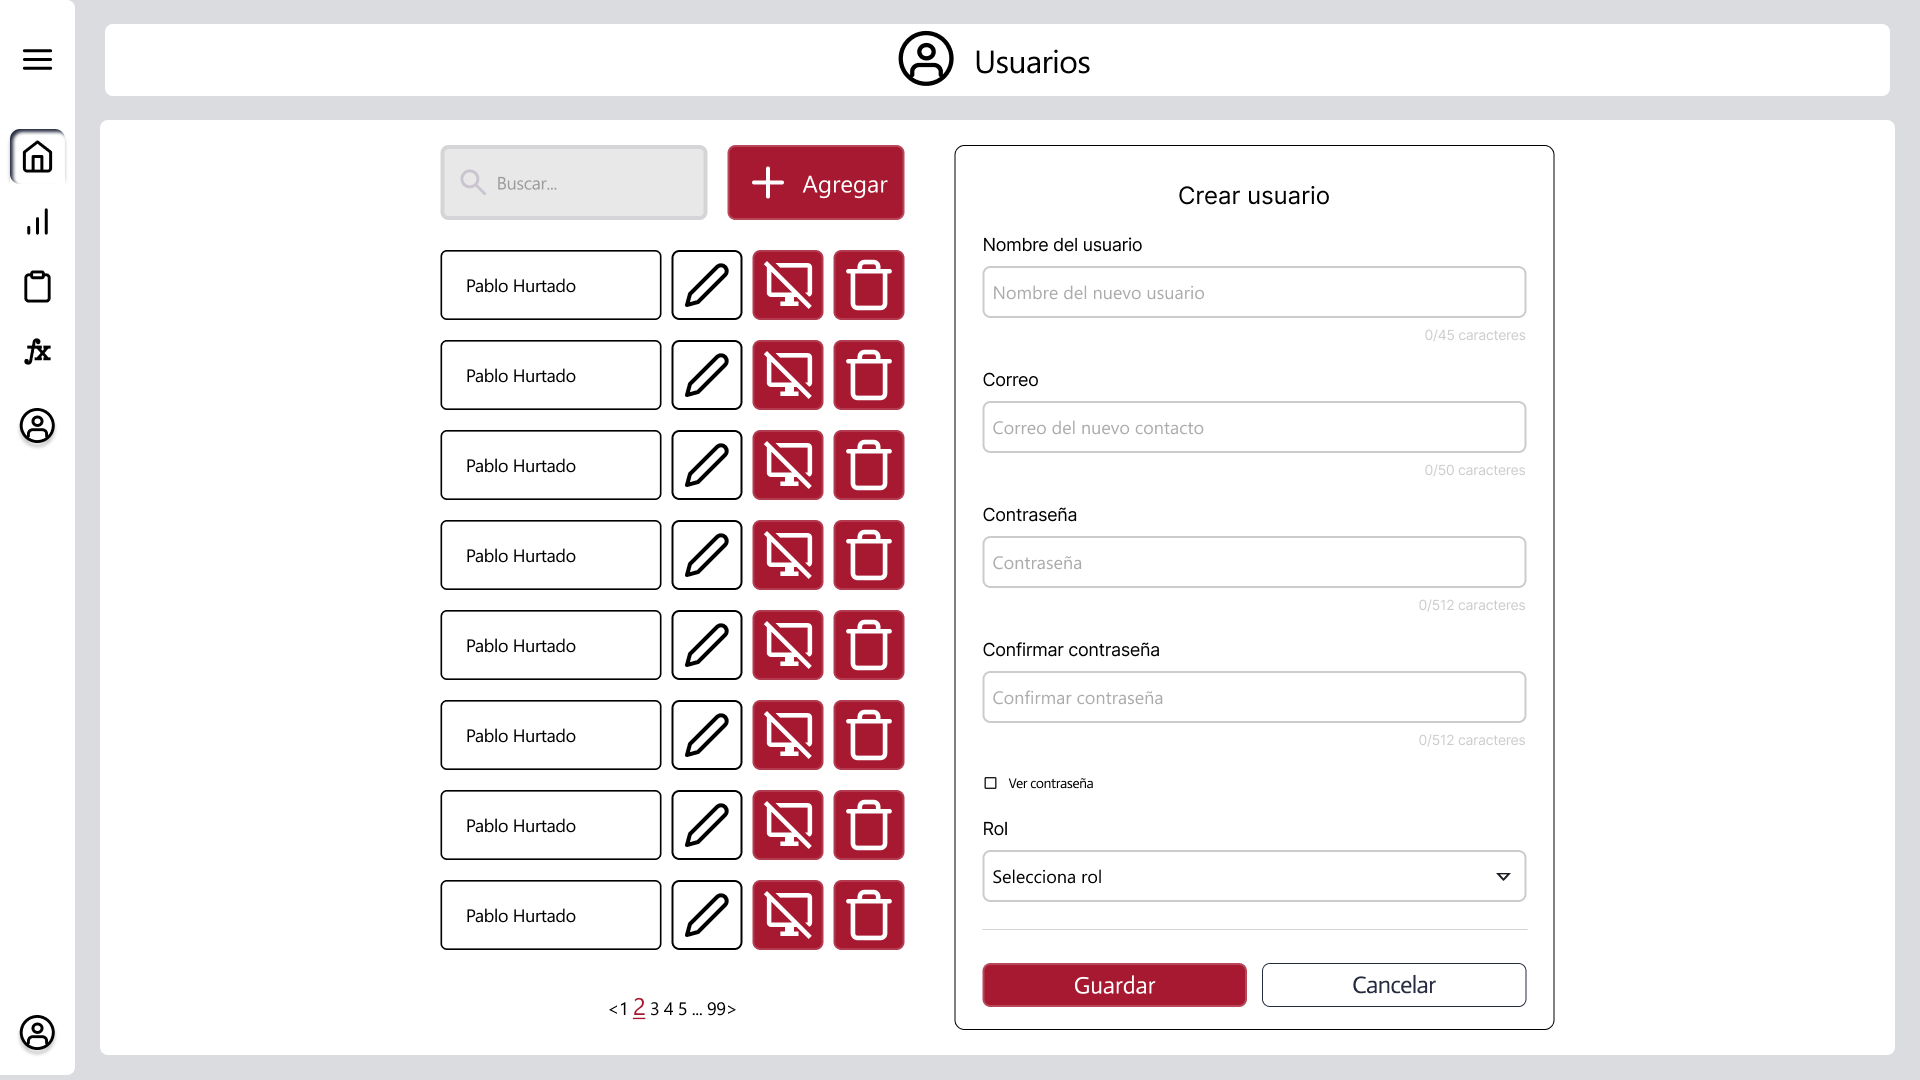 Usuarios
Buscar...
Agregar
Pablo Hurtado
Pablo Hurtado
Pablo Hurtado
Pablo Hurtado
Pablo Hurtado
Pablo Hurtado
Pablo Hurtado
Pablo Hurtado
<1 2 3 4 5 ... 99>
Crear usuario
Nombre del usuario
Nombre del nuevo usuario
0/45 caracteres
Correo
Correo del nuevo contacto
0/50 caracteres
Contraseña
Contraseña
0/512 caracteres
Confirmar contraseña
Confirmar contraseña
0/512 caracteres
Ver contraseña
Rol
Selecciona rol
Guardar
Cancelar